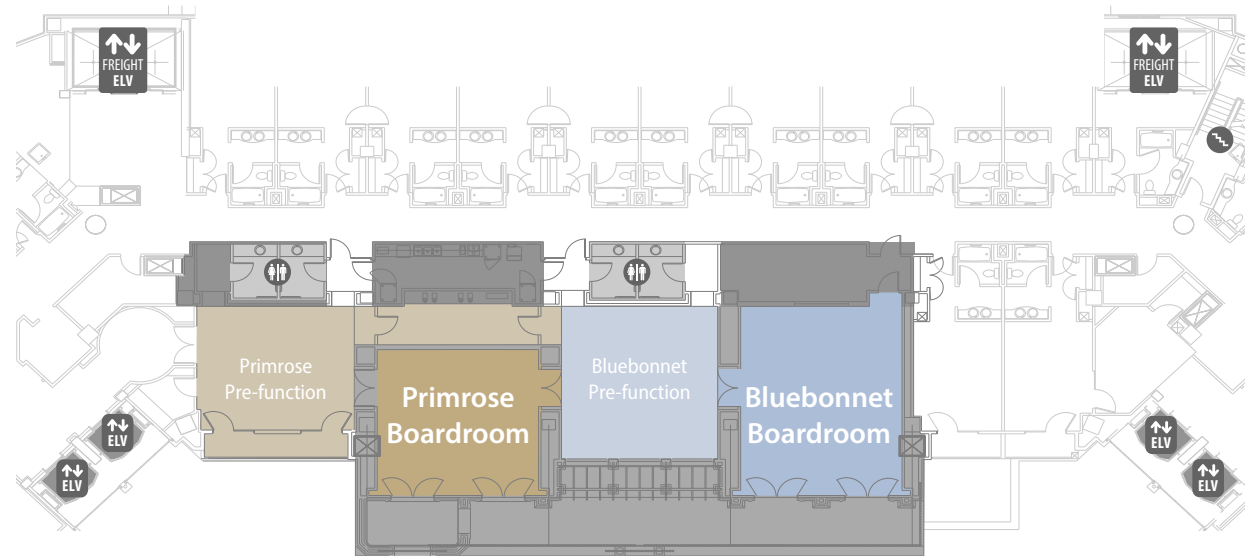 FREIGHT
ELV
FREIGHT
ELV
Primrose
Pre-function
Primrose
Boardroom
Bluebonnet
Pre-function
Bluebonnet
Boardroom
ELV
ELV
ELV
ELV